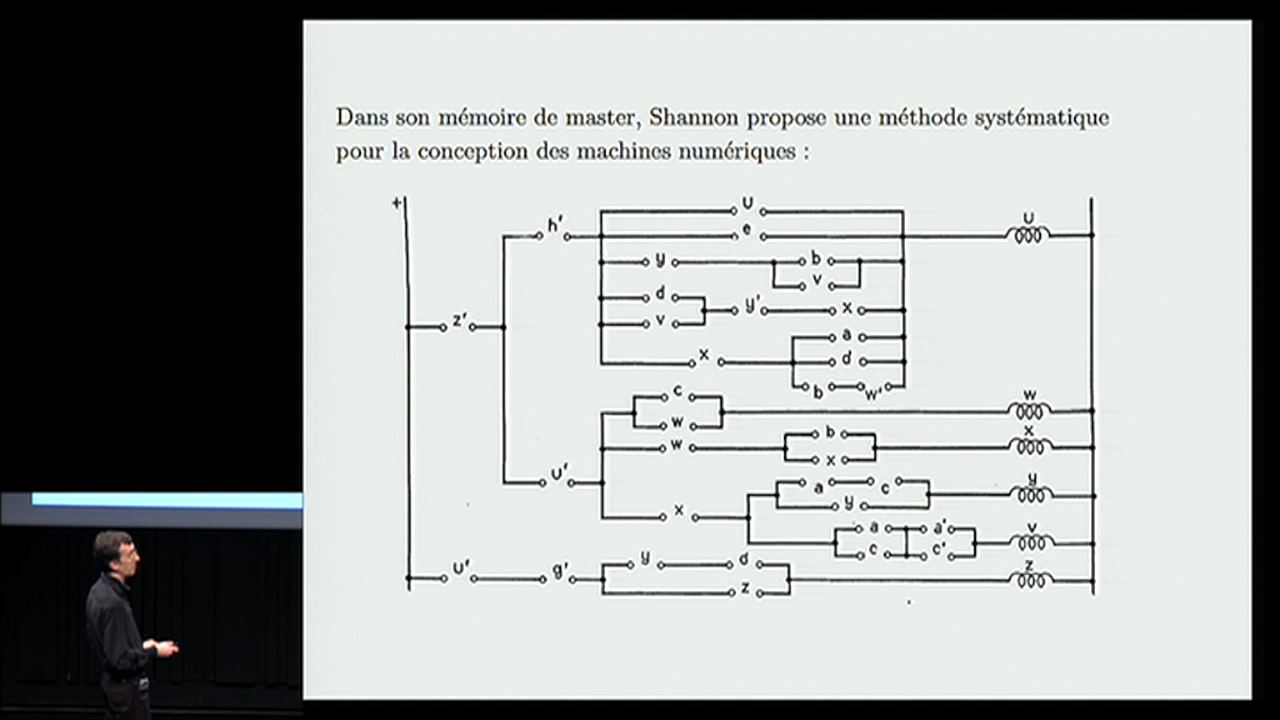 Dans son mémoire de master, Shannon propose une méthode systématique
pour la conception des machines numériques :
+
U
h' e U
y b
v
d y' x
v
z' a
x d
b w'
c w
w x
w b
x
U' a c y
y
x a a' v
c c'
U' g' y d z
z